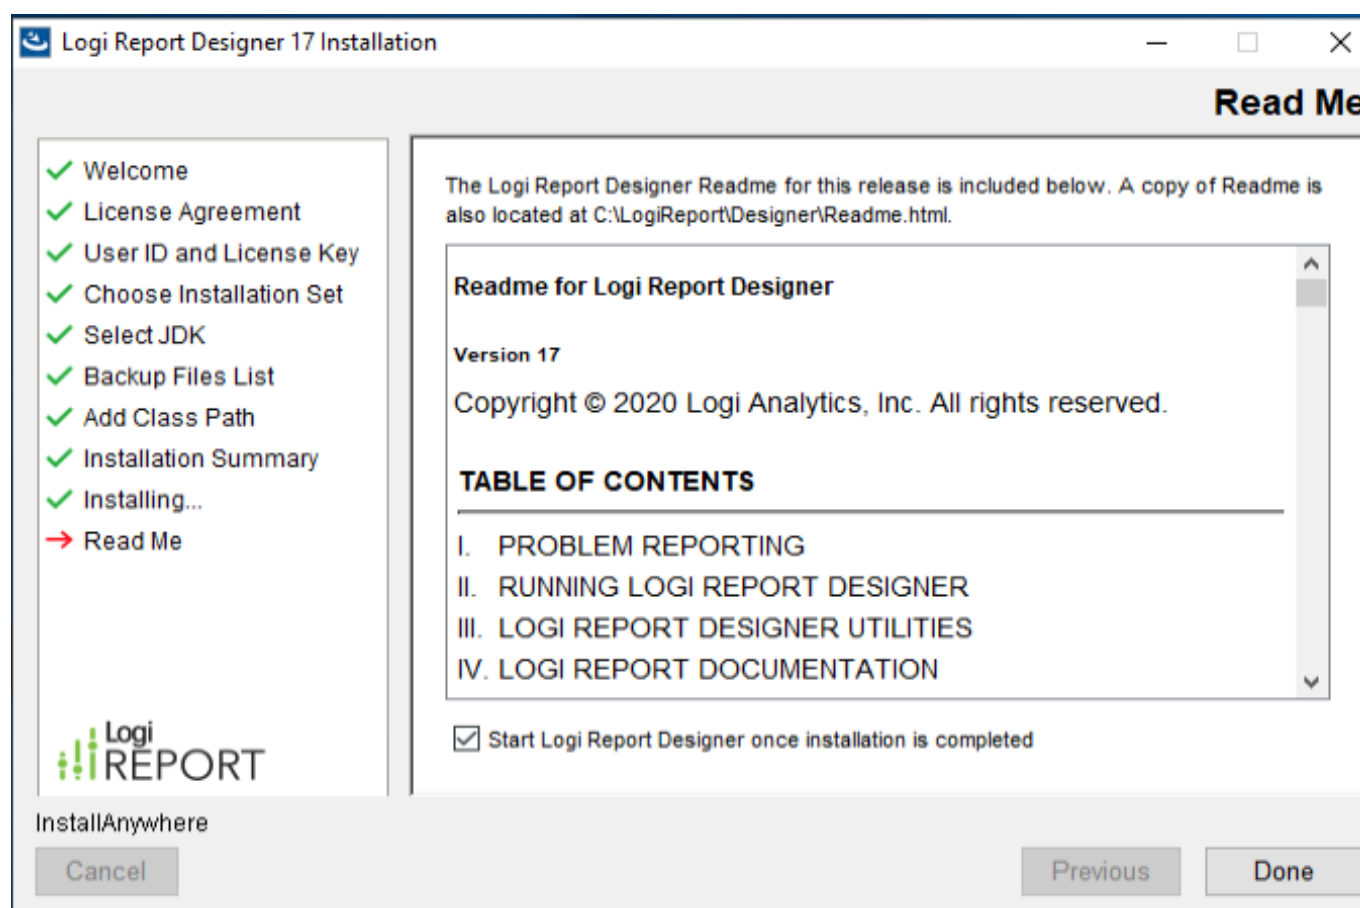 Logi Report Designer 17 Installation
Read Me
Welcome
License Agreement
User ID and License Key
Choose Installation Set
Select JDK
Backup Files List
Add Class Path
Installation Summary
Installing...
Read Me
Logi
REPORT
The Logi Report Designer Readme for this release is included below. A copy of Readme is
also located at C:\LogiReport\Designer\Readme.html.
Readme for Logi Report Designer
Version 17
Copyright © 2020 Logi Analytics, Inc. All rights reserved.
TABLE OF CONTENTS
I. PROBLEM REPORTING
II. RUNNING LOGI REPORT DESIGNER
III. LOGI REPORT DESIGNER UTILITIES
IV. LOGI REPORT DOCUMENTATION
Start Logi Report Designer once installation is completed
InstallAnywhere
Cancel
Previous
Done